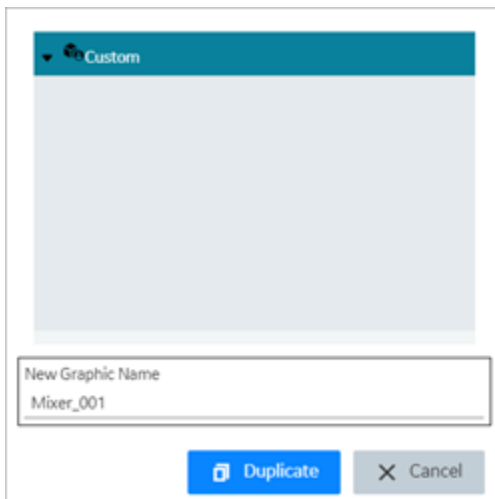 Custom
New Graphic Name
Mixer_001
Duplicate
Cancel